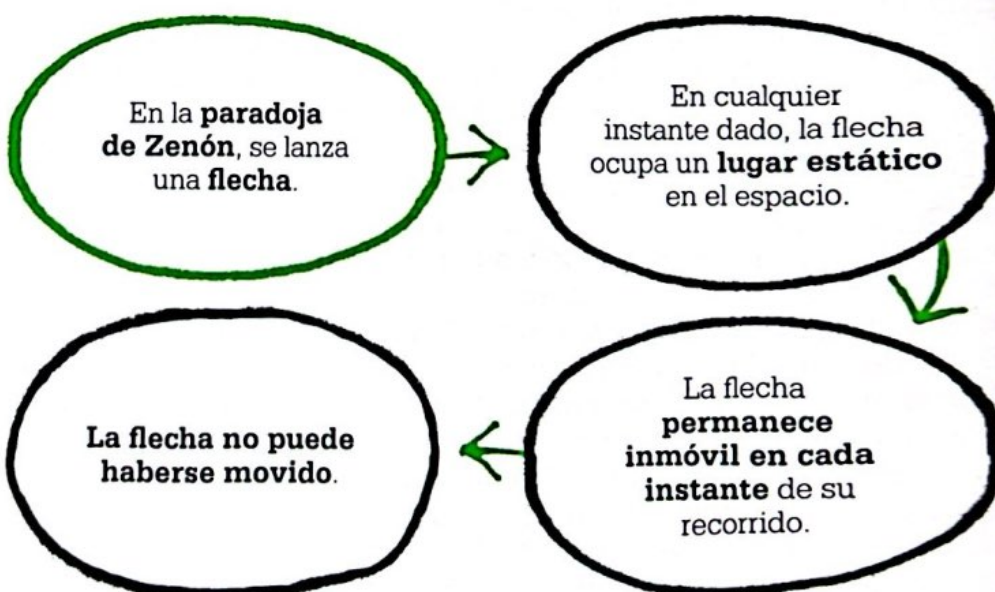 En la paradoja
de Zenón, se lanza
una flecha.
En cualquier
instante dado, la flecha
ocupa un lugar estático
en el espacio.
La flecha
permanece
inmóvil en cada
instante de su
recorrido.
La flecha no puede
haberse movido.